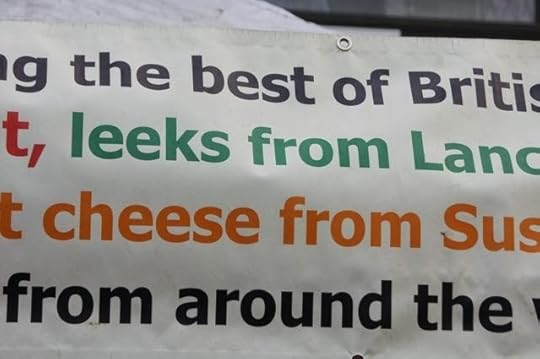 ng the best of Britis
t, leeks from Lanc
t cheese from Sus
from around the